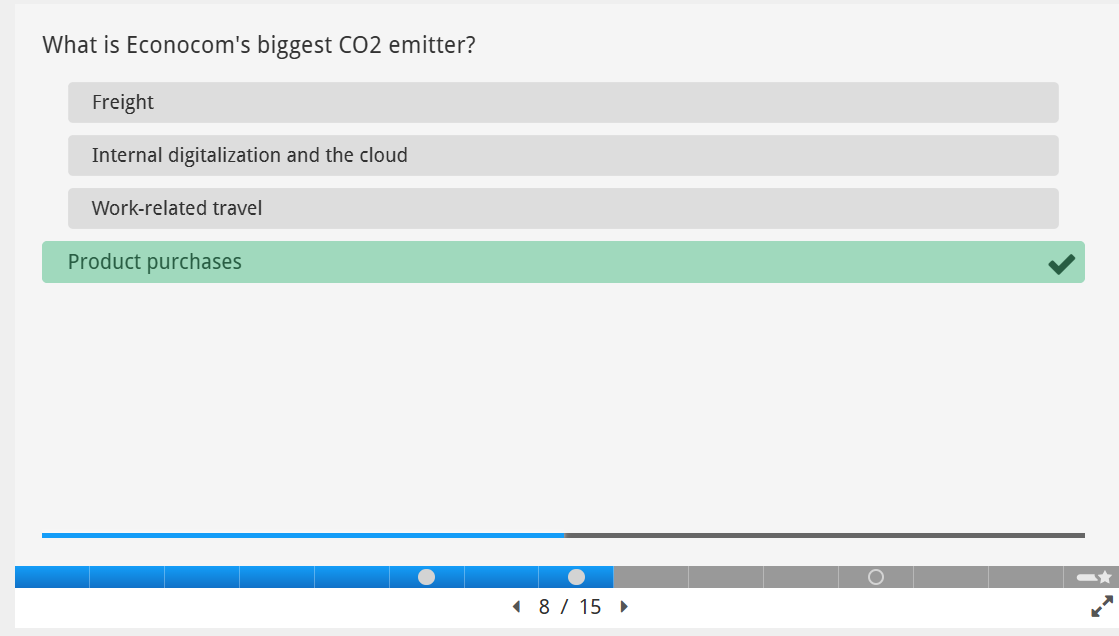 What is Econocom's biggest CO2 emitter?
Freight
Internal digitalization and the cloud
Work-related travel
Product purchases
8 / 15